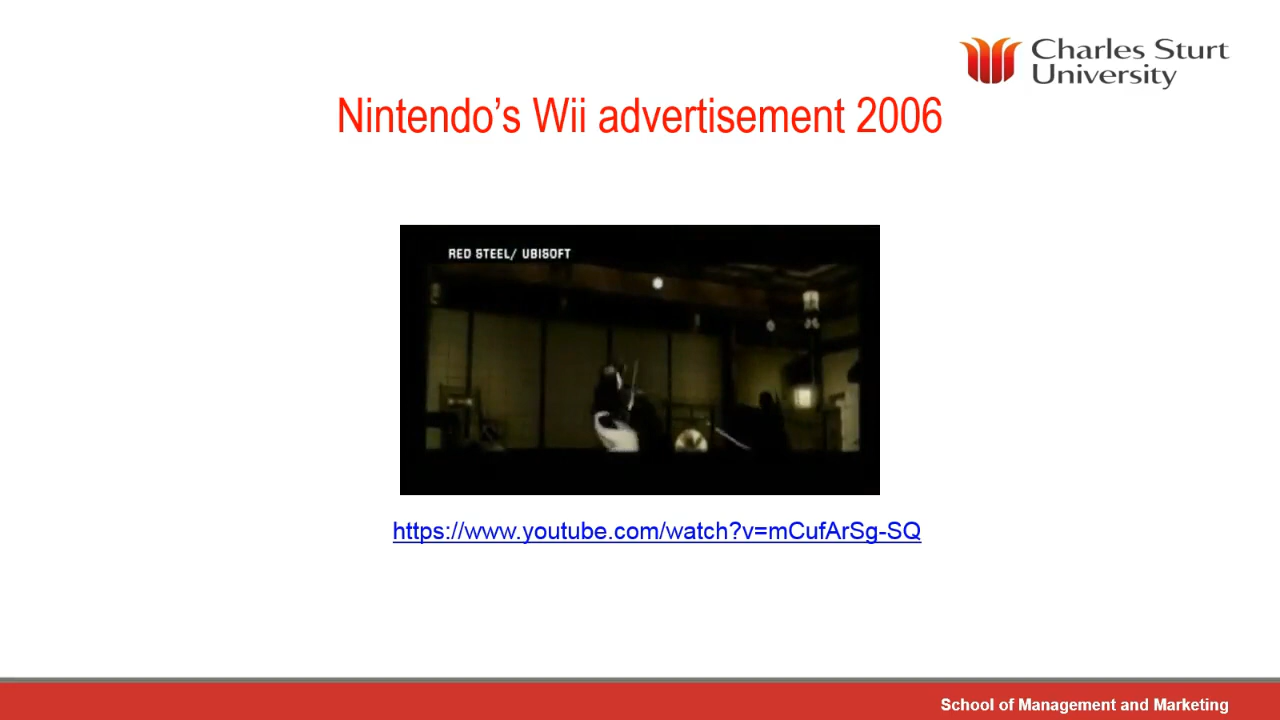 Charles Sturt
University
Nintendo’s Wii advertisement 2006
RED STEEL/ UBISOFT
https://www.youtube.com/watch?v=mCufArSg-SQ
School of Management and Marketing